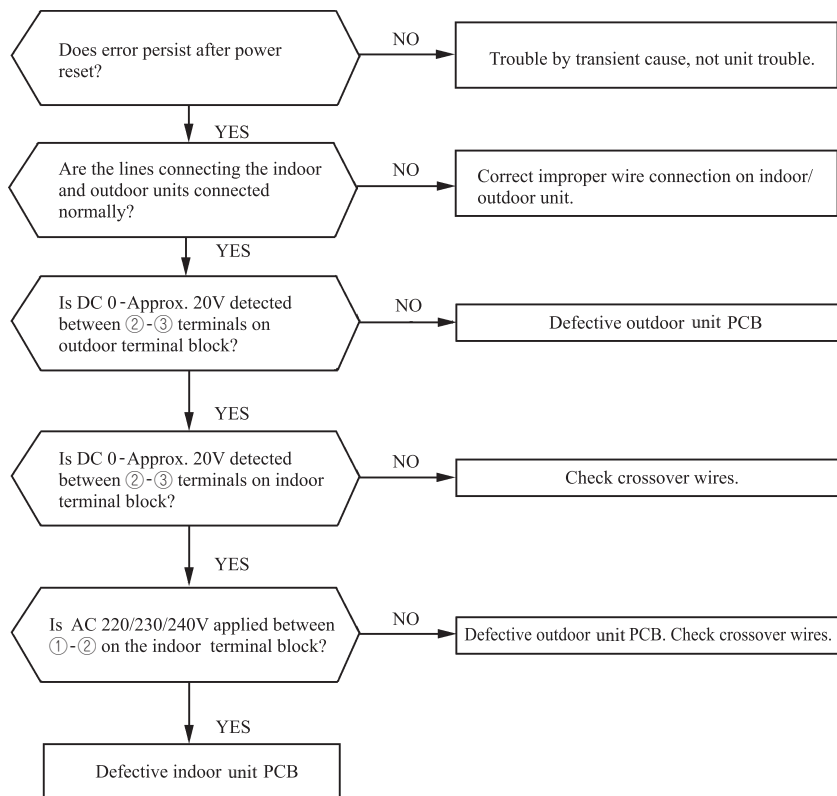 Does error persist after power
reset?
NO
Trouble by transient cause, not unit trouble.
YES
Are the lines connecting the indoor
and outdoor units connected
normally?
NO
Correct improper wire connection on indoor/
outdoor unit.
YES
Is DC 0-Approx. 20V detected
between ②-③ terminals on
outdoor terminal block?
NO
Defective outdoor unit PCB
YES
Is DC 0-Approx. 20V detected
between ②-③ terminals on indoor
terminal block?
NO
Check crossover wires.
YES
Is AC 220/230/240V applied between
①-② on the indoor terminal block?
NO
Defective outdoor unit PCB. Check crossover wires.
YES
Defective indoor unit PCB